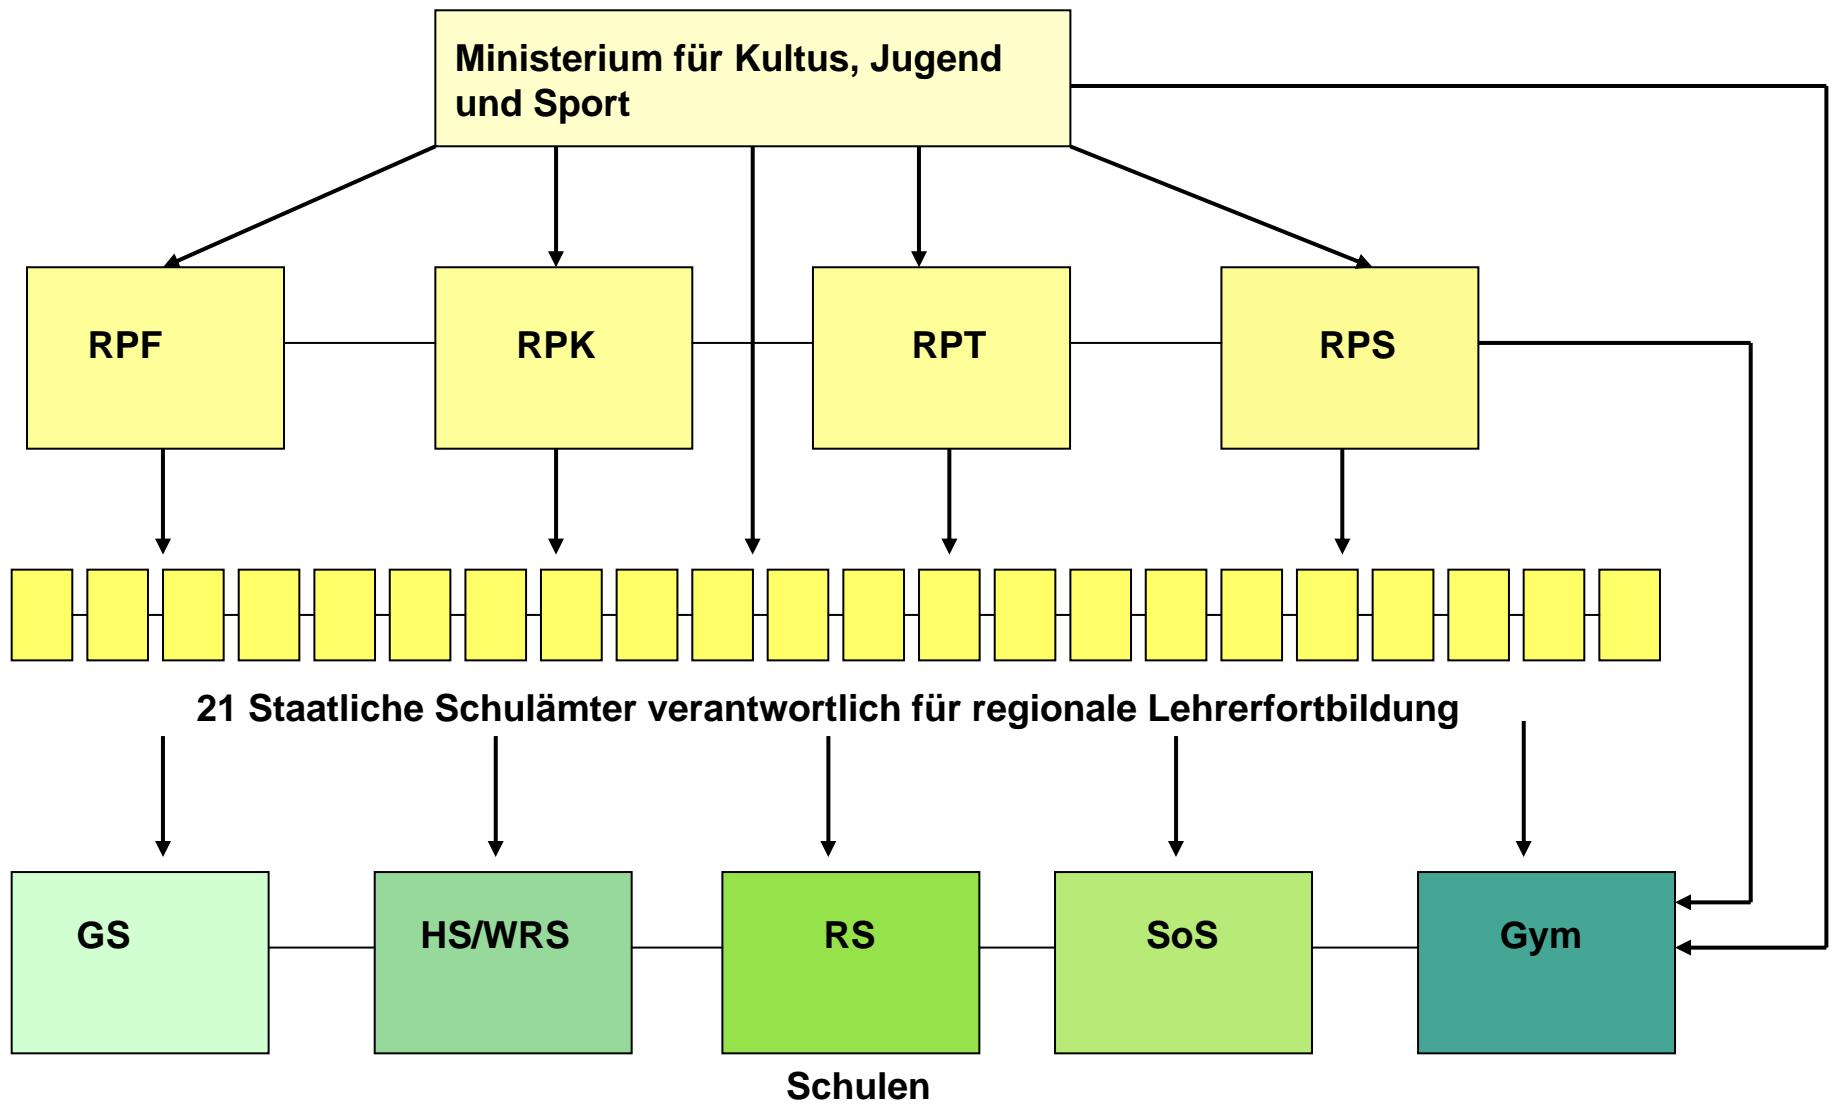 Ministerium für Kultus, Jugend
und Sport
RPF
RPK
RPT
RPS
21 Staatliche Schulämter verantwortlich für regionale Lehrerfortbildung
GS
HS/WRS
RS
SoS
Gym
Schulen